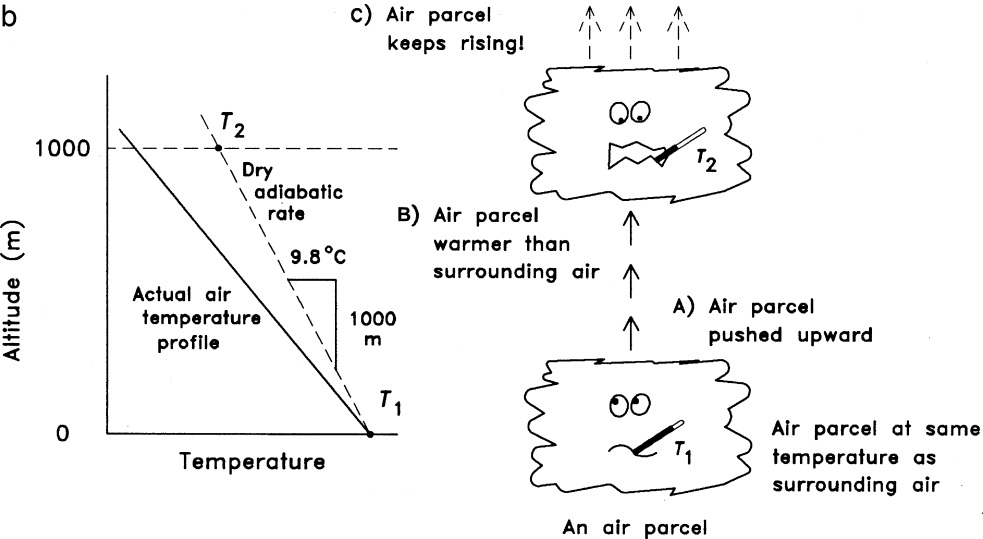 b
C) Air parcel
keeps rising!
T2
1000
Dry
adiabatic
rate
T2
B) Air parcel
warmer than
surrounding air
9.8°C
Altitude (m)
Actual air
temperature
profile
1000
m
A) Air parcel
pushed upward
T1
0
Temperature
T1
Air parcel at same
temperature as
surrounding air
An air parcel